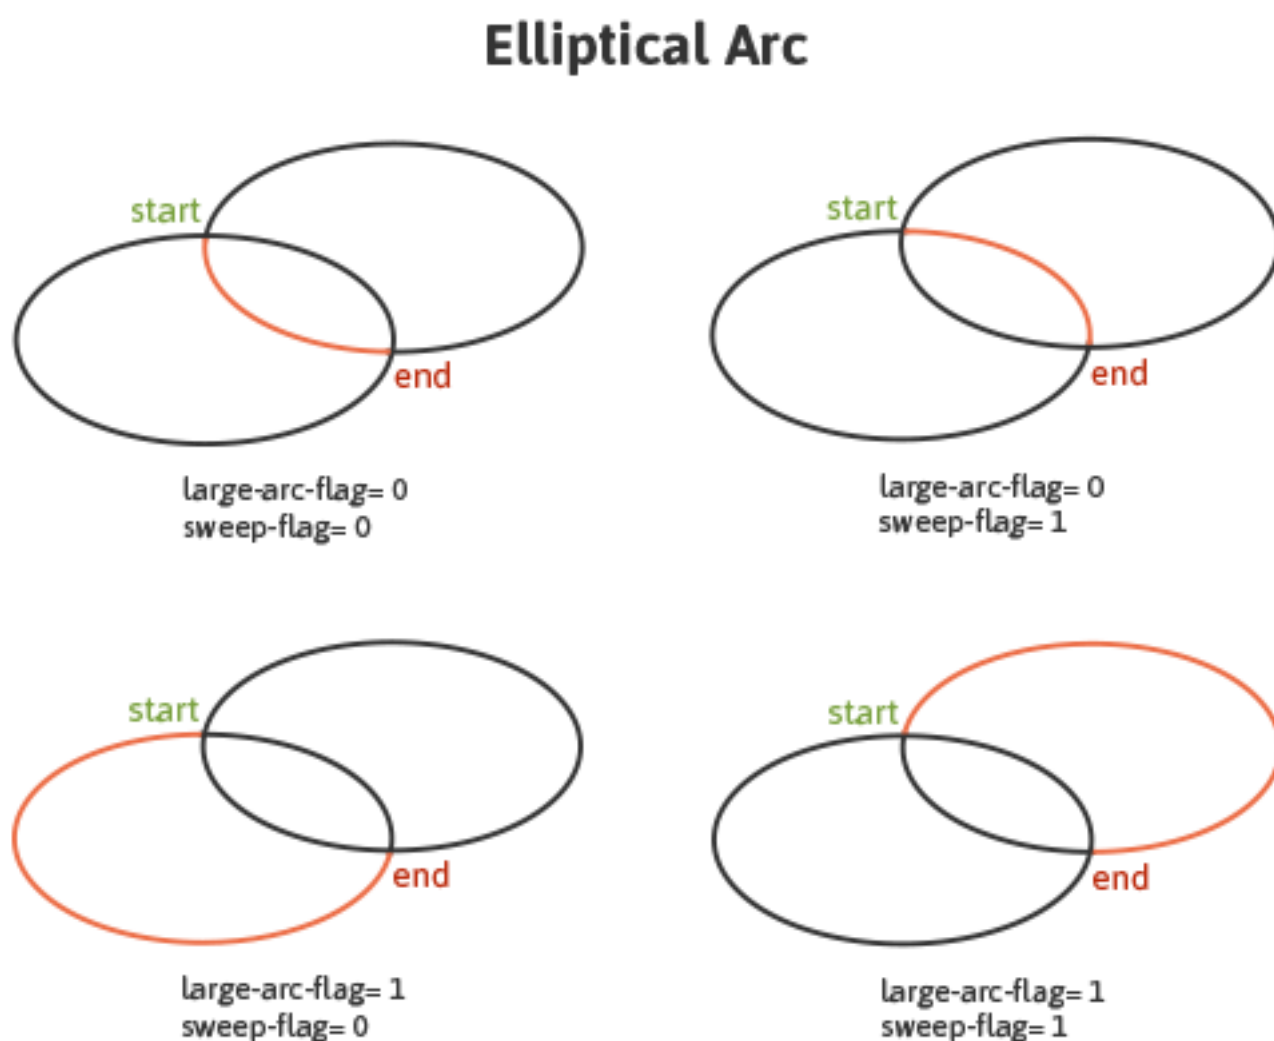 Elliptical Arc
start
end
large-arc-flag= 0
sweep-flag= 0
start
end
large-arc-flag= 0
sweep-flag= 1
start
end
large-arc-flag= 1
sweep-flag= 0
start
end
large-arc-flag= 1
sweep-flag= 1